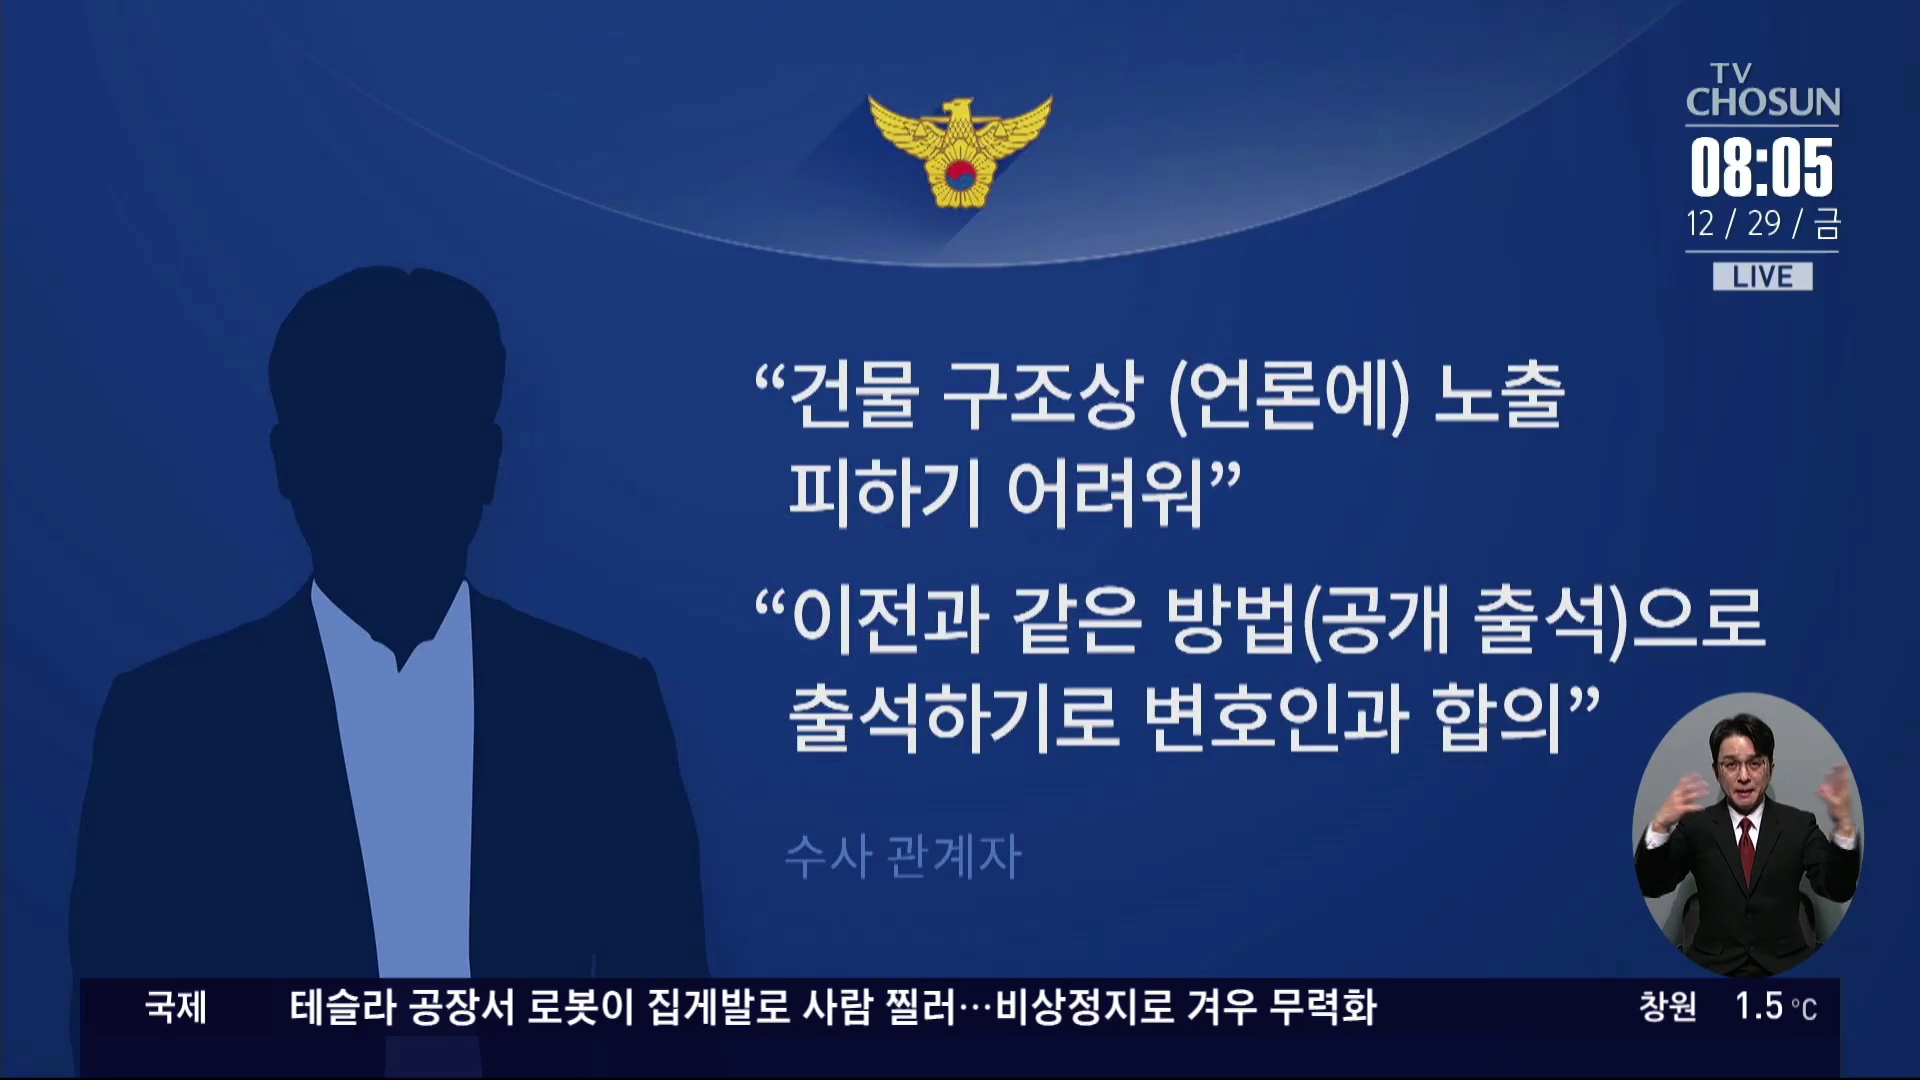 TV
CHOSUN
08:05
12 / 29 / 금
LIVE
“건물 구조상 (언론에) 노출
피하기 어려워”
“이전과 같은 방법(공개 출석)으로
출석하기로 변호인과 합의”
수사 관계자
국제 테슬라 공장서 로봇이 집게발로 사람 찔러…비상정지로 겨우 무력화 창원 1.5 °C